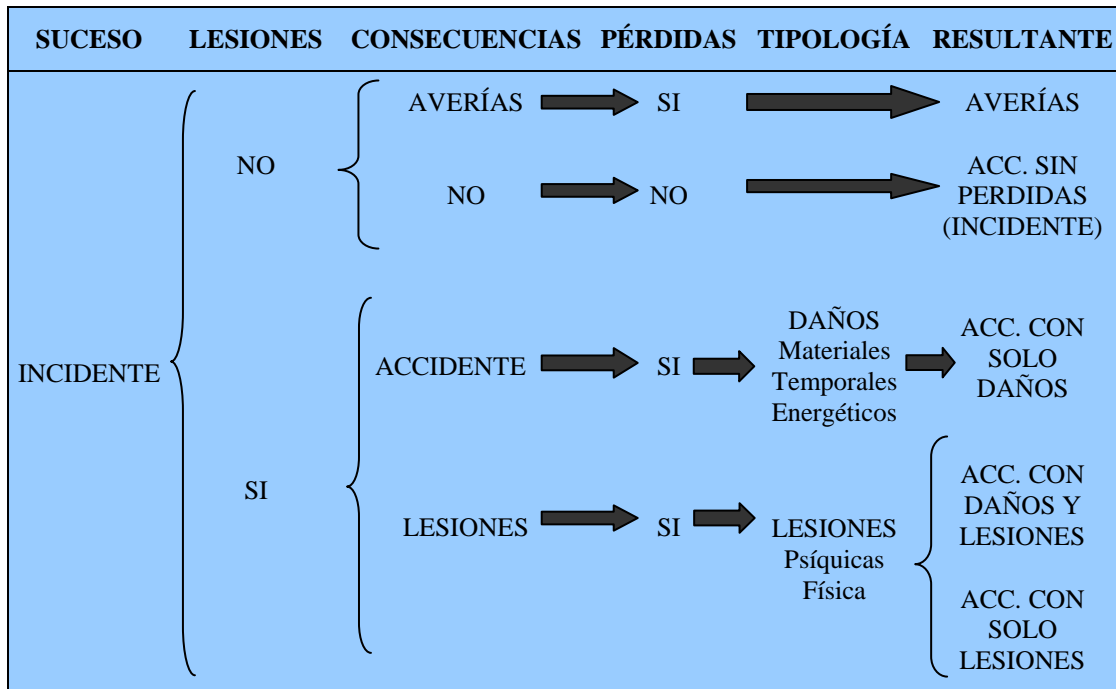 SUCESO LESIONES CONSECUENCIAS PÉRDIDAS TIPOLOGÍA RESULTANTE
AVERÍAS SI AVERÍAS
NO
NO NO
ACC. SIN
PERDIDAS
(INCIDENTE)
INCIDENTE
ACCIDENTE SI
DAÑOS
Materiales
Temporales
Energéticos
ACC. CON
SOLO
DAÑOS
SI
LESIONES SI
LESIONES
Psíquicas
Física
ACC. CON
DAÑOS Y
LESIONES
ACC. CON
SOLO
LESIONES